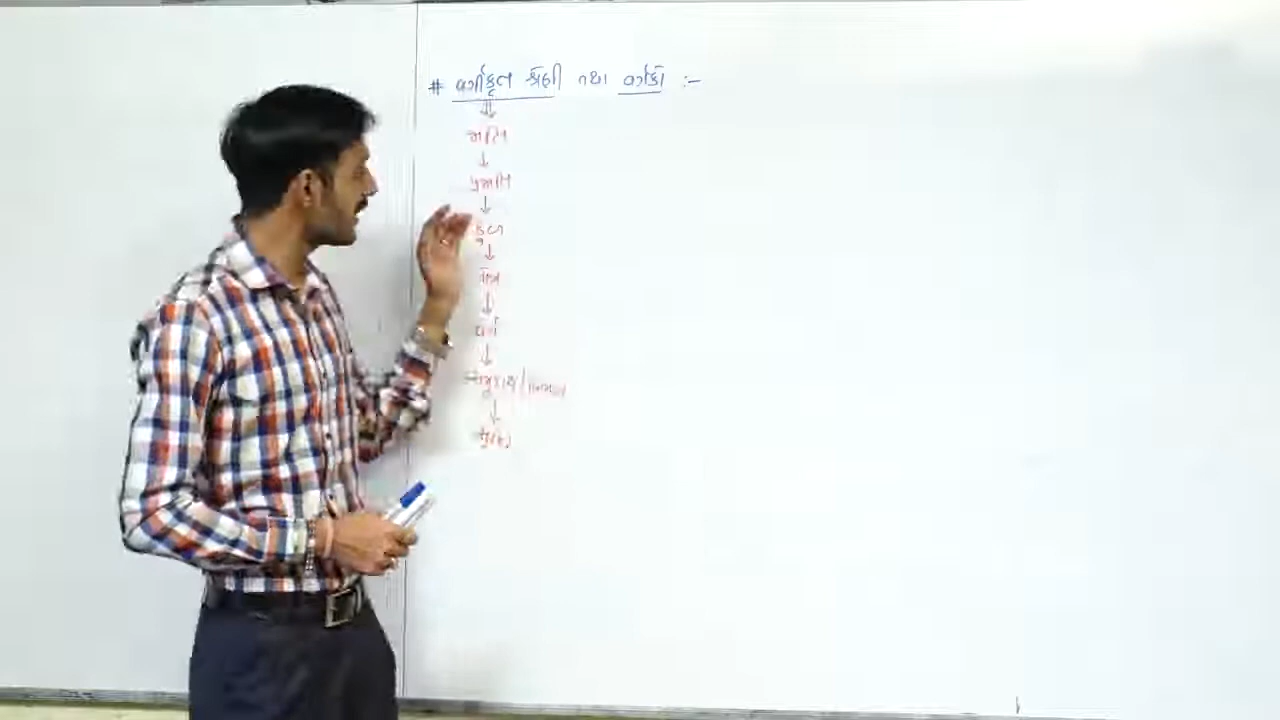 # વર્ગીકૃત શ્રેણી તથા વર્ગકો :-
જાતિ
પ્રજાતિ
કુળ
ગોત્ર
વર્ગ
સમુદાય / વિભાગ
સૃષ્ટિ